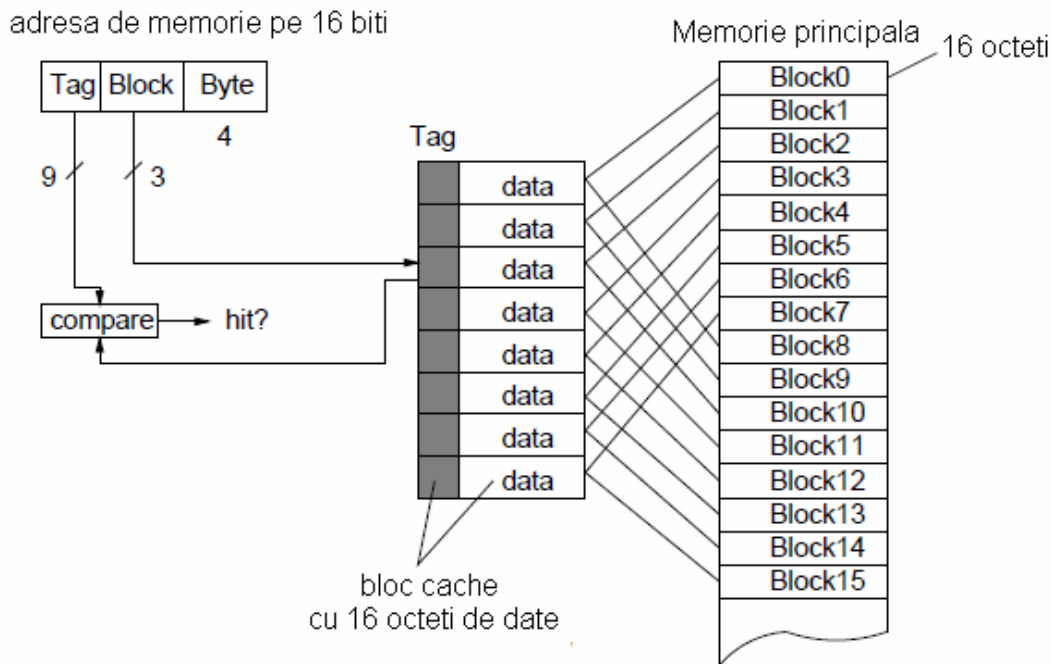 adresa de memorie pe 16 biti
Memorie principala
16 octeti
Tag Block Byte
4
9
3
Tag
data
data
data
data
data
data
data
data
compare
hit?
bloc cache
cu 16 octeti de date
Block0
Block1
Block2
Block3
Block4
Block5
Block6
Block7
Block8
Block9
Block10
Block11
Block12
Block13
Block14
Block15